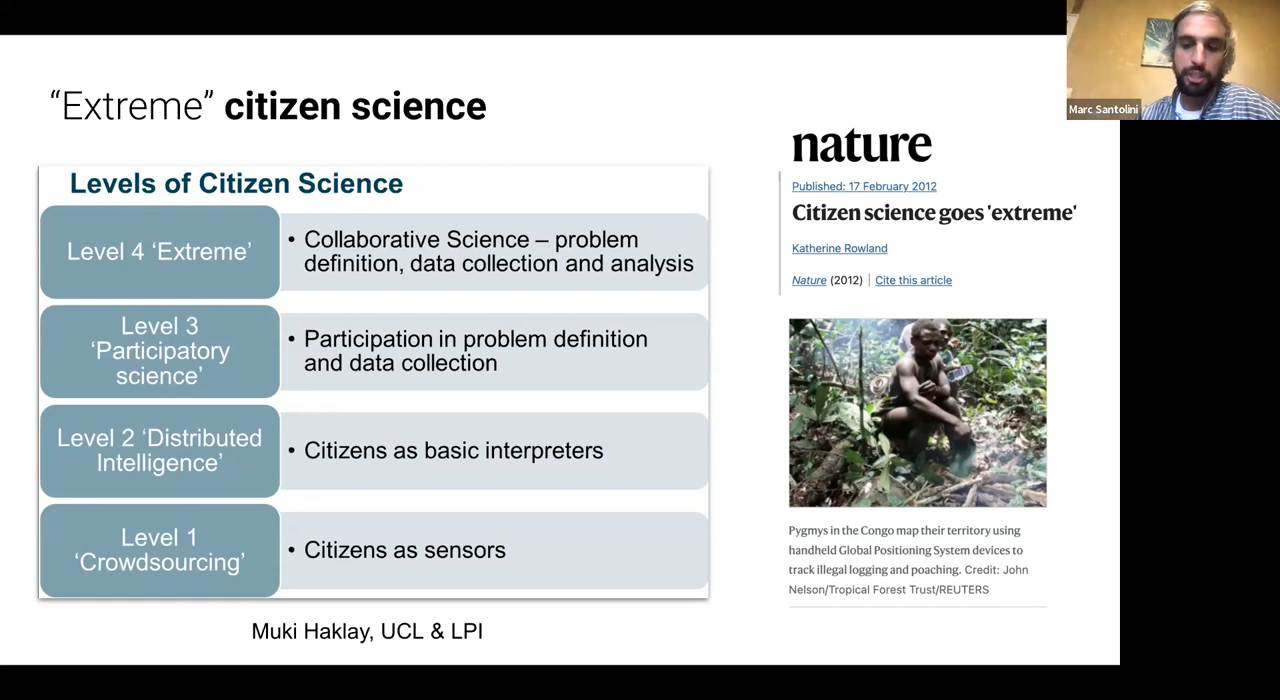 "Extreme" citizen science
Levels of Citizen Science
Level 4 ‘Extreme’
• Collaborative Science – problem
definition, data collection and analysis
Level 3
‘Participatory
science’
• Participation in problem definition
and data collection
Level 2 ‘Distributed
Intelligence’
• Citizens as basic interpreters
Level 1
‘Crowdsourcing’
• Citizens as sensors
Muki Haklay, UCL & LPI
nature
Published: 17 February 2012
Citizen science goes 'extreme'
Katherine Rowland
Nature (2012) | Cite this article
Pygmys in the Congo map their territory using
handheld Global Positioning System devices to
track illegal logging and poaching. Credit: John
Nelson/Tropical Forest Trust/REUTERS
Marc Santolini